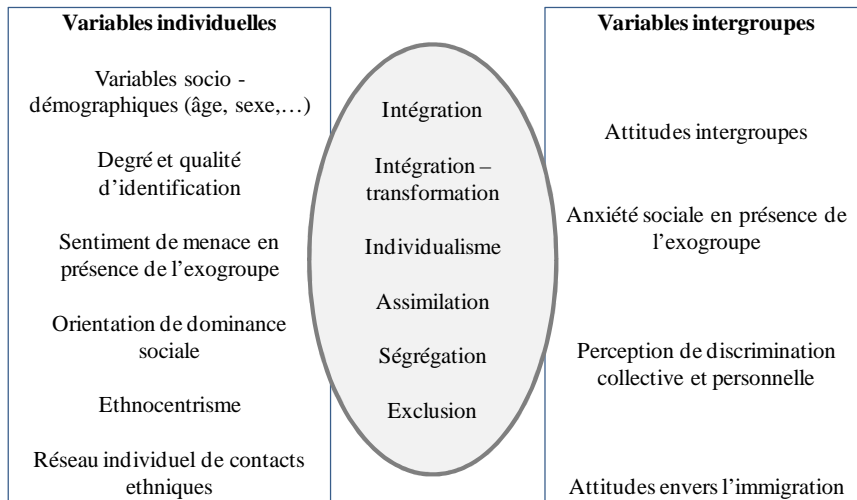 Variables individuelles
Variables socio -
démographiques (âge, sexe,…)
Degré et qualité
d’identification
Sentiment de menace en
présence de l’exogroupe
Orientation de dominance
sociale
Ethnocentrisme
Réseau individuel de contacts
ethniques
Intégration
Intégration –
transformation
Individualisme
Assimilation
Ségrégation
Exclusion
Variables intergroupes
Attitudes intergroupes
Anxiété sociale en présence de
l’exogroupe
Perception de discrimination
collective et personnelle
Attitudes envers l’immigration